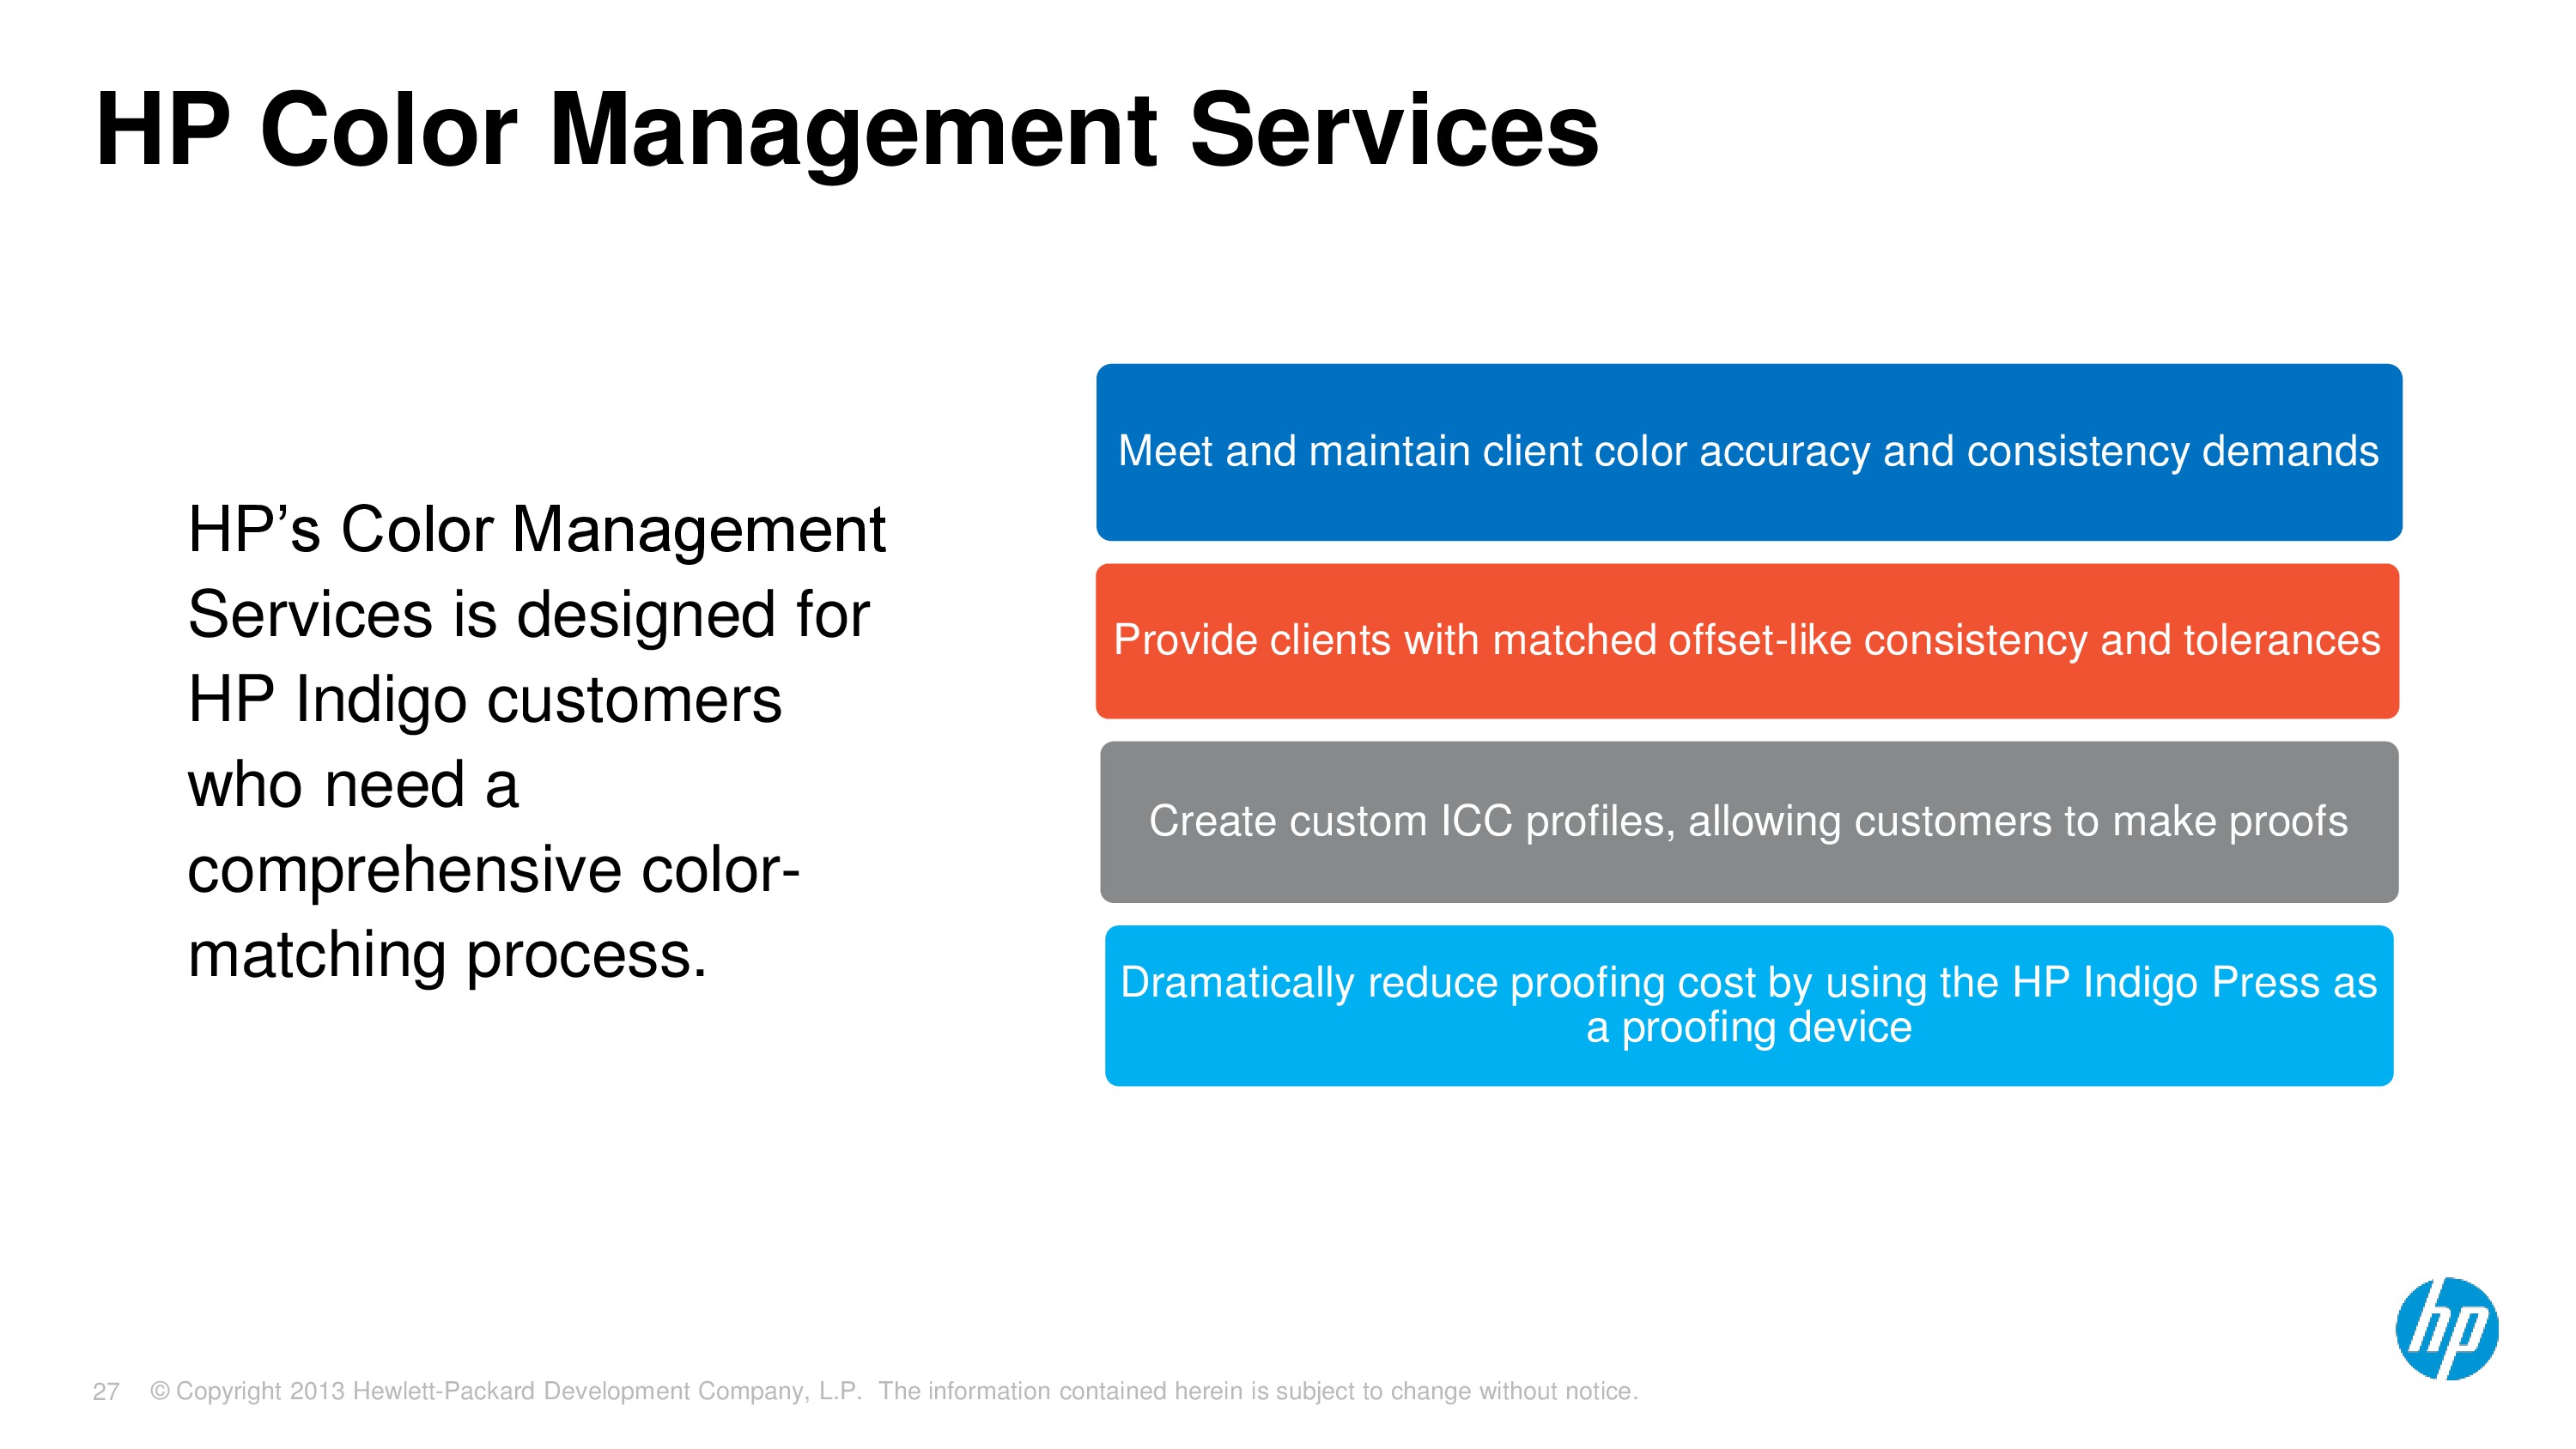 HP Color Management Services
HP’s Color Management
Services is designed for
HP Indigo customers
who need a
comprehensive color-
matching process.
Meet and maintain client color accuracy and consistency demands
Provide clients with matched offset-like consistency and tolerances
Create custom ICC profiles, allowing customers to make proofs
Dramatically reduce proofing cost by using the HP Indigo Press as
a proofing device
hp
27 © Copyright 2013 Hewlett-Packard Development Company, L.P. The information contained herein is subject to change without notice.